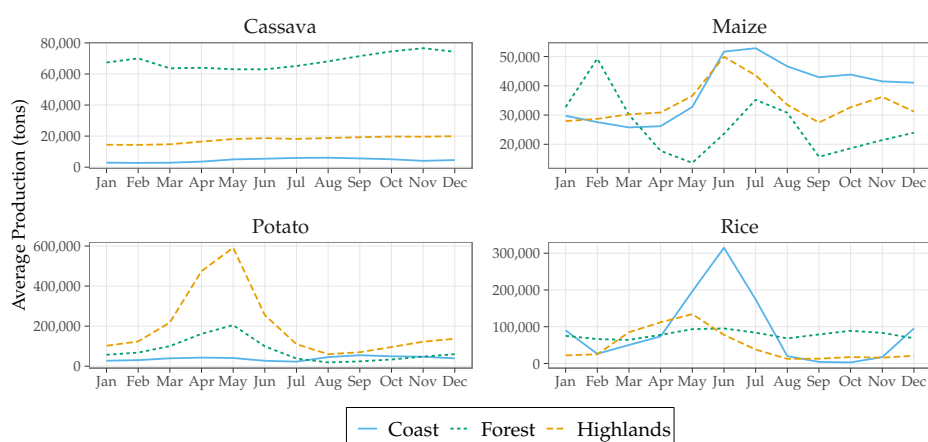 Cassava
80,000
60,000
40,000
20,000
0
Jan Feb Mar Apr May Jun Jul Aug Sep Oct Nov Dec
Maize
50,000
40,000
30,000
20,000
Jan Feb Mar Apr May Jun Jul Aug Sep Oct Nov Dec
Average Production (tons)
Potato
600,000
400,000
200,000
0
Jan Feb Mar Apr May Jun Jul Aug Sep Oct Nov Dec
Rice
300,000
200,000
100,000
0
Jan Feb Mar Apr May Jun Jul Aug Sep Oct Nov Dec
Coast Forest Highlands